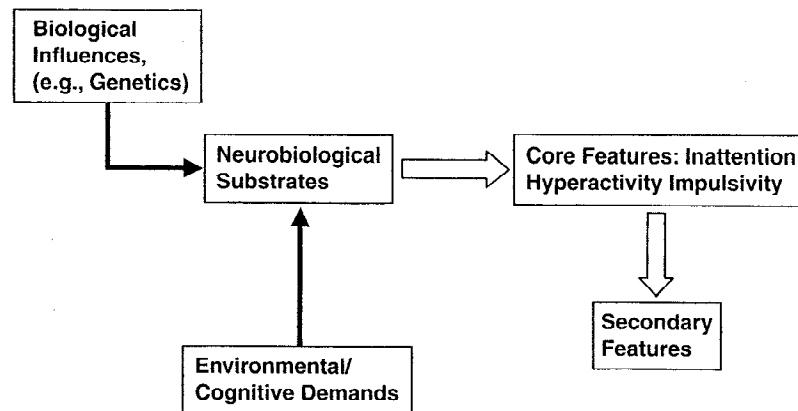 Biological
Influences,
(e.g., Genetics)
Neurobiological
Substrates
Core Features: Inattention
Hyperactivity Impulsivity
Secondary
Features
Environmental/
Cognitive Demands